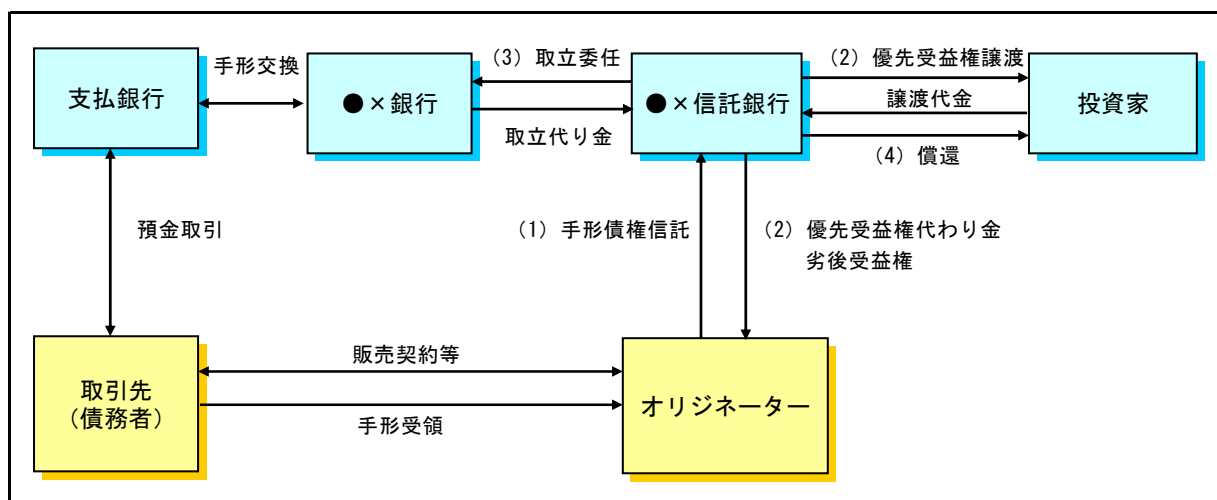 支払銀行
手形交換
●×銀行
(3) 取立委任
取立代り金
●×信託銀行
(2) 優先受益権譲渡
譲渡代金
(4) 償還
投資家
預金取引
(1) 手形債権信託
(2) 優先受益権代わり金
劣後受益権
取引先
(債務者)
販売契約等
手形受領
オリジネーター